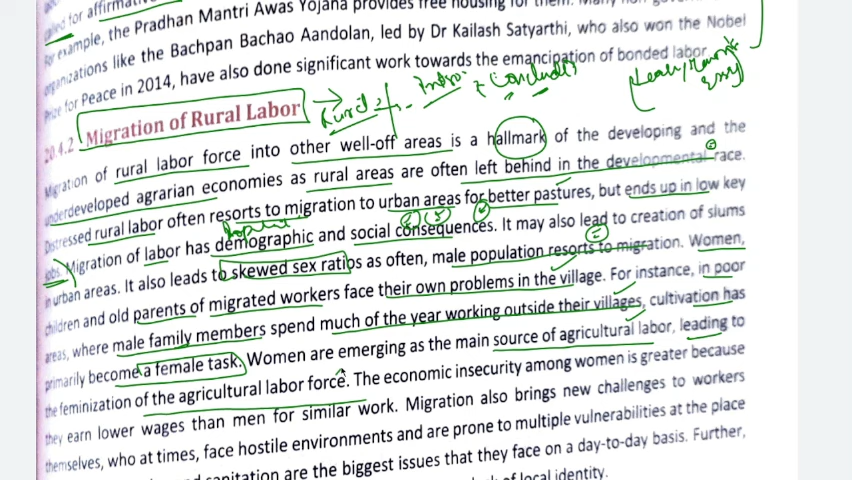 called for affirmative
For example, the Pradhan Mantri Awas Yojana provides free housing for them. Many non
organizations like the Bachpan Bachao Aandolan, led by Dr Kailash Satyarthi, who also won the Nobel
Prize for Peace in 2014, have also done significant work towards the emancipation of bonded labor.
20.4.2 Migration of Rural Labor
Migration of rural labor force into other well-off areas is a hallmark of the developing and the
underdeveloped agrarian economies as rural areas are often left behind in the developmental race.
Distressed rural labor often resorts to migration to urban areas for better pastures, but ends up in low key
jobs. Migration of labor has demographic and social consequences. It may also lead to creation of slums
in urban areas. It also leads to skewed sex ratios as often, male population resorts to migration. Women,
children and old parents of migrated workers face their own problems in the village. For instance, in poor
areas, where male family members spend much of the year working outside their villages, cultivation has
primarily become a female task. Women are emerging as the main source of agricultural labor, leading to
the feminization of the agricultural labor force. The economic insecurity among women is greater because
they earn lower wages than men for similar work. Migration also brings new challenges to workers
themselves, who at times, face hostile environments and are prone to multiple vulnerabilities at the place
sanitation are the biggest issues that they face on a day-to-day basis. Further,
of local identity.